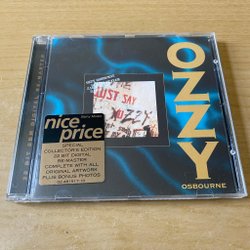 OZZY
OSBOURNE
JUST SAY
OZZY
nice
price
SPECIAL
COLLECTOR'S EDITION
22 BIT DIGITAL
RE-MASTER
COMPLETE WITH ALL
ORIGINAL ARTWORK
PLUS BONUS PHOTOS